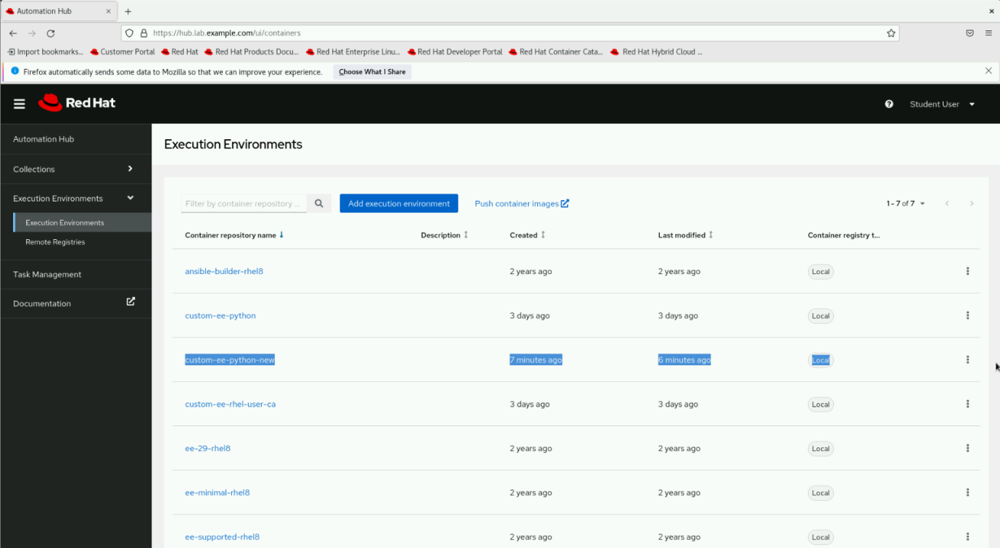 Automation Hub
https://hub.lab.example.com/ui/containers
Import bookmarks... Customer Portal Red Hat Red Hat Products Docu... Red Hat Enterprise Linu... Red Hat Developer Portal Red Hat Container Cata... Red Hat Hybrid Cloud ...
Firefox automatically sends some data to Mozilla so that we can improve your experience. Choose What I Share
Red Hat
Student User
Automation Hub
Collections
Execution Environments
Execution Environments
Remote Registries
Task Management
Documentation
Execution Environments
Filter by container repository ... Add execution environment Push container images 1 - 7 of 7
Container repository name Description Created Last modified Container registry t...
ansible-builder-rhel8 2 years ago 2 years ago Local
custom-ee-python 3 days ago 3 days ago Local
custom-ee-python-new 7 minutes ago 6 minutes ago Local
custom-ee-rhel-user-ca 3 days ago 3 days ago Local
ee-29-rhel8 2 years ago 2 years ago Local
ee-minimal-rhel8 2 years ago 2 years ago Local
ee-supported-rhel8 2 years ago 2 years ago Local